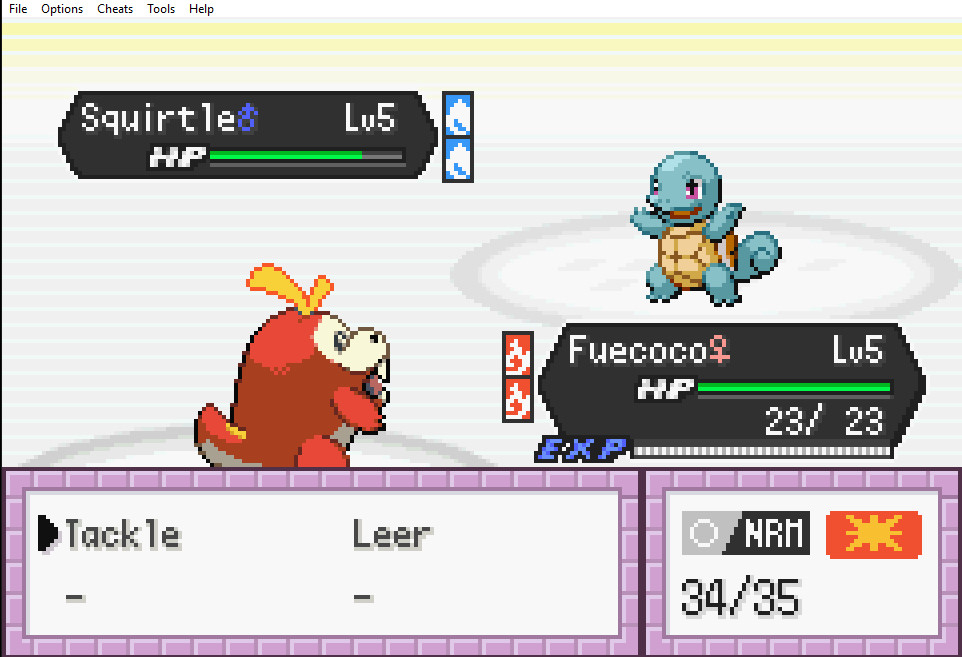 File Options Cheats Tools Help
Squirtle♂ Lv5
HP
Fuecoco♀ Lv5
HP
23/ 23
EXP
Tackle Leer NRM
- - 34/35